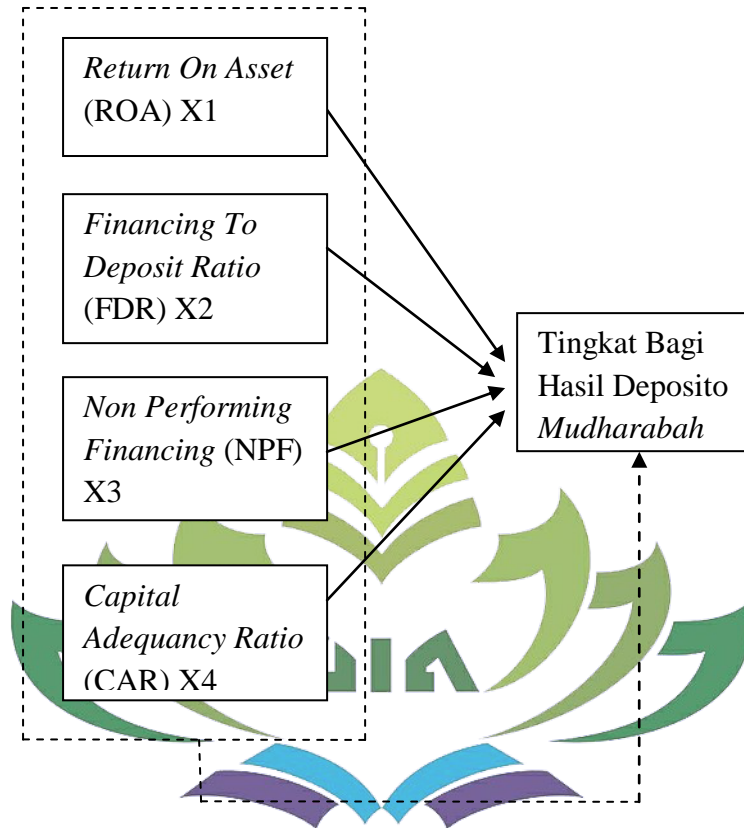 Return On Asset
(ROA) X1
Financing To
Deposit Ratio
(FDR) X2
Non Performing
Financing (NPF)
X3
Capital
Adequancy Ratio
(CAR) X4
Tingkat Bagi
Hasil Deposito
Mudharabah